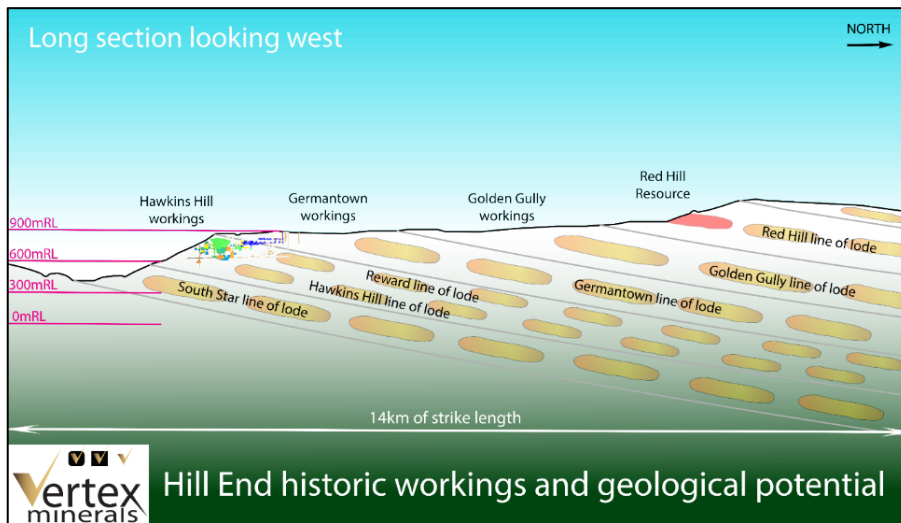 Long section looking west
NORTH
Hawkins Hill
workings
Germantown
workings
Golden Gully
workings
Red Hill
Resource
900mRL
600mRL
300mRL
0mRL
Red Hill line of lode
Golden Gully line of lode
Germantown line of lode
Reward line of lode
Hawkins Hill line of lode
South Star line of lode
14km of strike length
Vertex
minerals
Hill End historic workings and geological potential